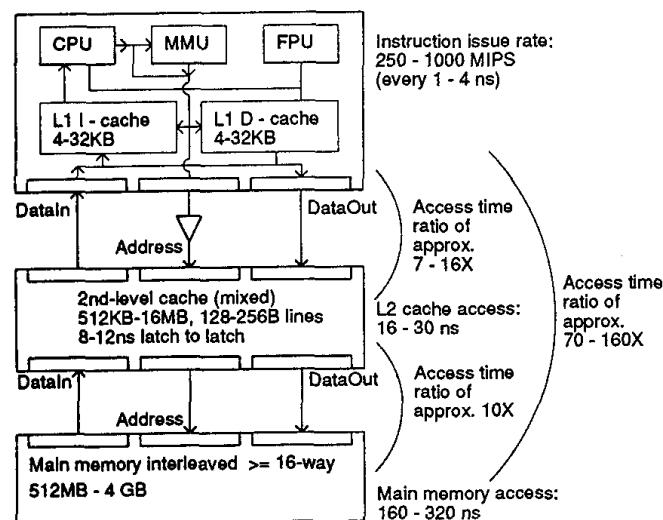 CPU
MMU
FPU
Instruction issue rate:
250 - 1000 MIPS
(every 1 - 4 ns)
L1 I - cache
4-32KB
L1 D - cache
4-32KB
DataIn
Address
DataOut
Access time
ratio of
approx.
7 - 16X
2nd-level cache (mixed)
512KB-16MB, 128-256B lines
8-12ns latch to latch
L2 cache access:
16 - 30 ns
Access time
ratio of
approx.
70 - 160X
DataIn
Address
DataOut
Access time
ratio of
approx. 10X
Main memory interleaved >= 16-way
512MB - 4 GB
Main memory access:
160 - 320 ns